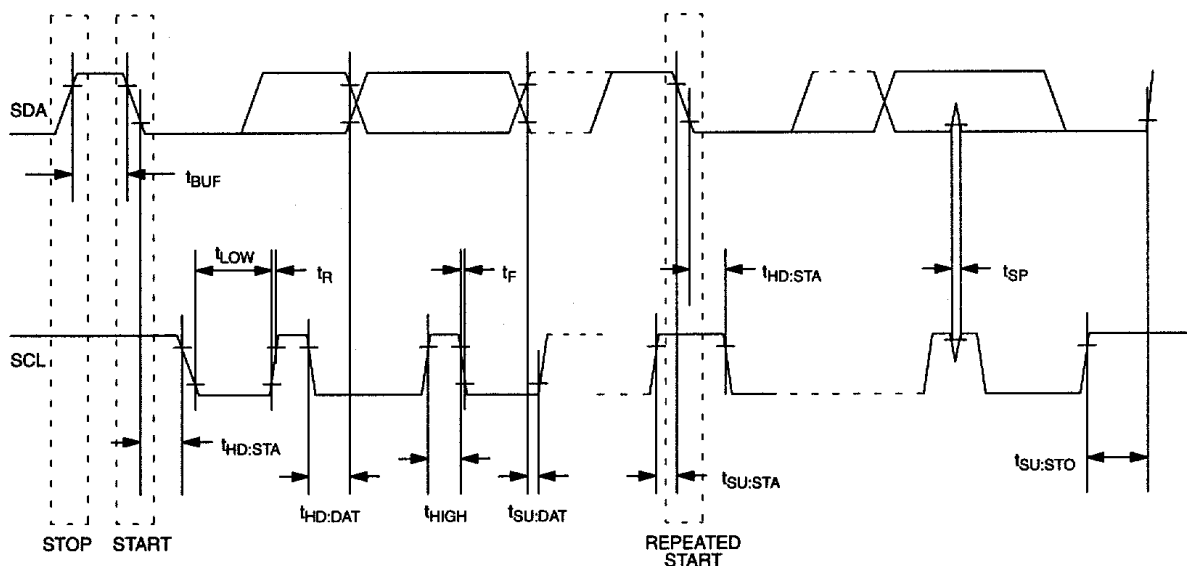 SDA
tBUF
tLOW
tR
tF
tHD:STA
tSP
SCL
tHD:STA
tSU:STA
tSU:STO
tHD:DAT
tHIGH
tSU:DAT
STOP
START
REPEATED
START